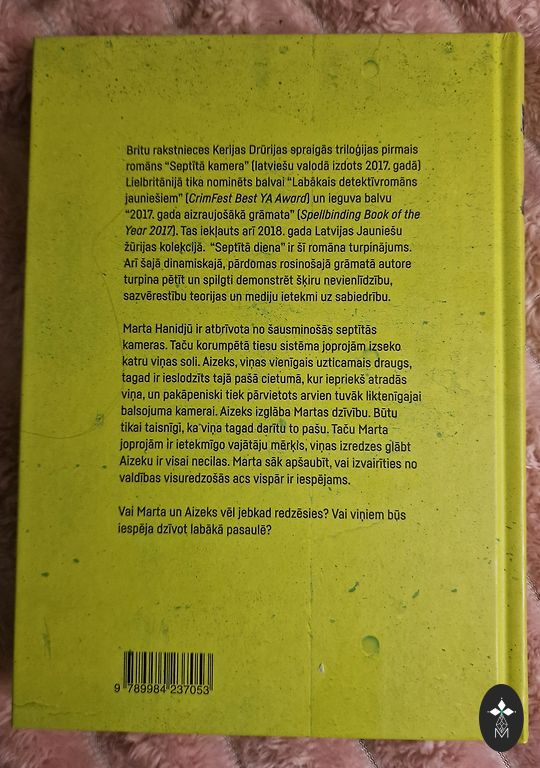 Britu rakstnieces Kerijas Drūrijas spraigās triloģijas pirmais
romāns “Septītā kamera” (latviešu valodā izdots 2017. gadā)
Lielbritānijā tika nominēts balvai “Labākais detektīvromāns
jauniešiem” (CrimFest Best YA Award) un ieguva balvu
“2017. gada aizraujošākā grāmata” (Spellbinding Book of the
Year 2017). Tas iekļauts arī 2018. gada Latvijas Jauniešu
žūrijas kolekcijā. “Septītā diena” ir šī romāna turpinājums.
Arī šajā dinamiskajā, pārdomas rosinošajā grāmatā autore
turpina pētīt un spilgti demonstrēt šķiru nevienlīdzību,
sazvērestību teorijas un mediju ietekmi uz sabiedrību.
Marta Hanidjū ir atbrīvota no šausminošās septītās
kameras. Taču korumpētā tiesu sistēma joprojām izseko
katru viņas soli. Aizeks, viņas vienīgais uzticamais draugs,
tagad ir ieslodzīts tajā pašā cietumā, kur iepriekš atradās
viņa, un pakāpeniski tiek pārvietots arvien tuvāk liktenīgajai
balsojuma kamerai. Aizeks izglāba Martas dzīvību. Būtu
tikai taisnīgi, ka viņa tagad darītu to pašu. Taču Marta
joprojām ir ietekmīgo vajātāju mērķis, viņas izredzes glābt
Aizeku ir visai necilas. Marta sāk apšaubīt, vai izvairīties no
valdības visuredzošās acs vispār ir iespējams.
Vai Marta un Aizeks vēl jebkad redzēsies? Vai viņiem būs
iespēja dzīvot labākā pasaulē?
9 789984 237053
M